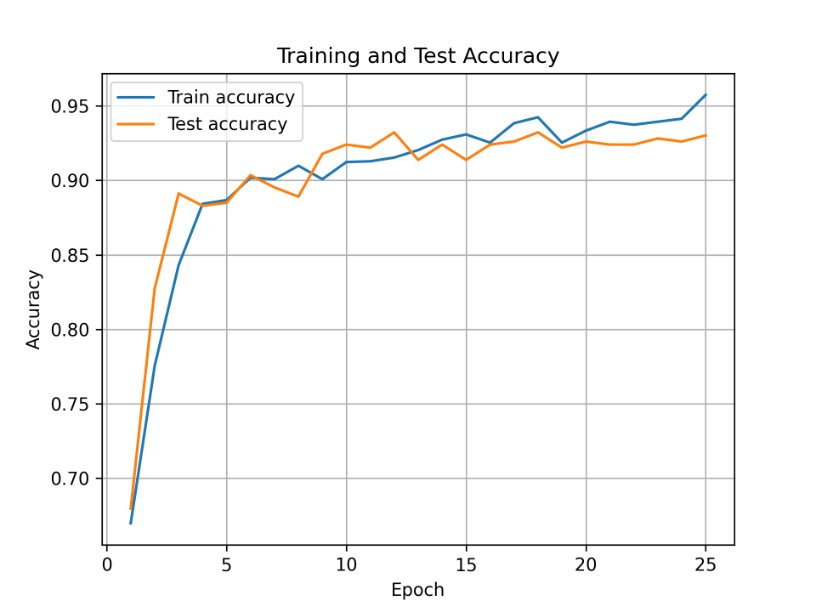 Training and Test Accuracy
Train accuracy
Test accuracy
0.95
0.90
0.85
0.80
0.75
0.70
Accuracy
0 5 10 15 20 25
Epoch